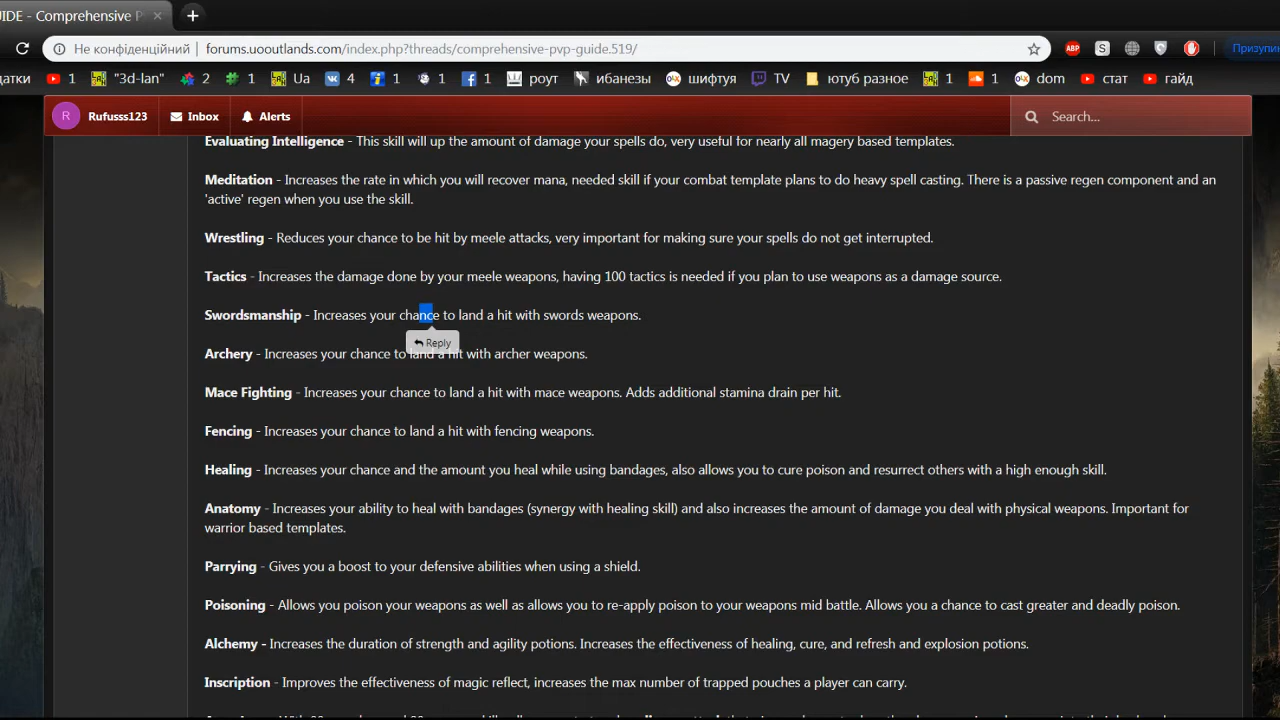 IDE - Comprehensive P
Не конфіденційний forums.uooutlands.com/index.php?threads/comprehensive-pvp-guide.519/
ABP S Призупин
датки 1 "3d-lan" 2 1 Ua 4 1 1 1 роут ибанезы шифтуя TV ютуб разное 1 1 dom стат гайд
R Rufusss123 Inbox Alerts Search...
Evaluating Intelligence - This skill will up the amount of damage your spells do, very useful for nearly all magery based templates.
Meditation - Increases the rate in which you will recover mana, needed skill if your combat template plans to do heavy spell casting. There is a passive regen component and an
'active' regen when you use the skill.
Wrestling - Reduces your chance to be hit by meele attacks, very important for making sure your spells do not get interrupted.
Tactics - Increases the damage done by your meele weapons, having 100 tactics is needed if you plan to use weapons as a damage source.
Swordsmanship - Increases your chance to land a hit with swords weapons.
Reply
Archery - Increases your chance to land a hit with archer weapons.
Mace Fighting - Increases your chance to land a hit with mace weapons. Adds additional stamina drain per hit.
Fencing - Increases your chance to land a hit with fencing weapons.
Healing - Increases your chance and the amount you heal while using bandages, also allows you to cure poison and resurrect others with a high enough skill.
Anatomy - Increases your ability to heal with bandages (synergy with healing skill) and also increases the amount of damage you deal with physical weapons. Important for
warrior based templates.
Parrying - Gives you a boost to your defensive abilities when using a shield.
Poisoning - Allows you poison your weapons as well as allows you to re-apply poison to your weapons mid battle. Allows you a chance to cast greater and deadly poison.
Alchemy - Increases the duration of strength and agility potions. Increases the effectiveness of healing, cure, and refresh and explosion potions.
Inscription - Improves the effectiveness of magic reflect, increases the max number of trapped pouches a player can carry.